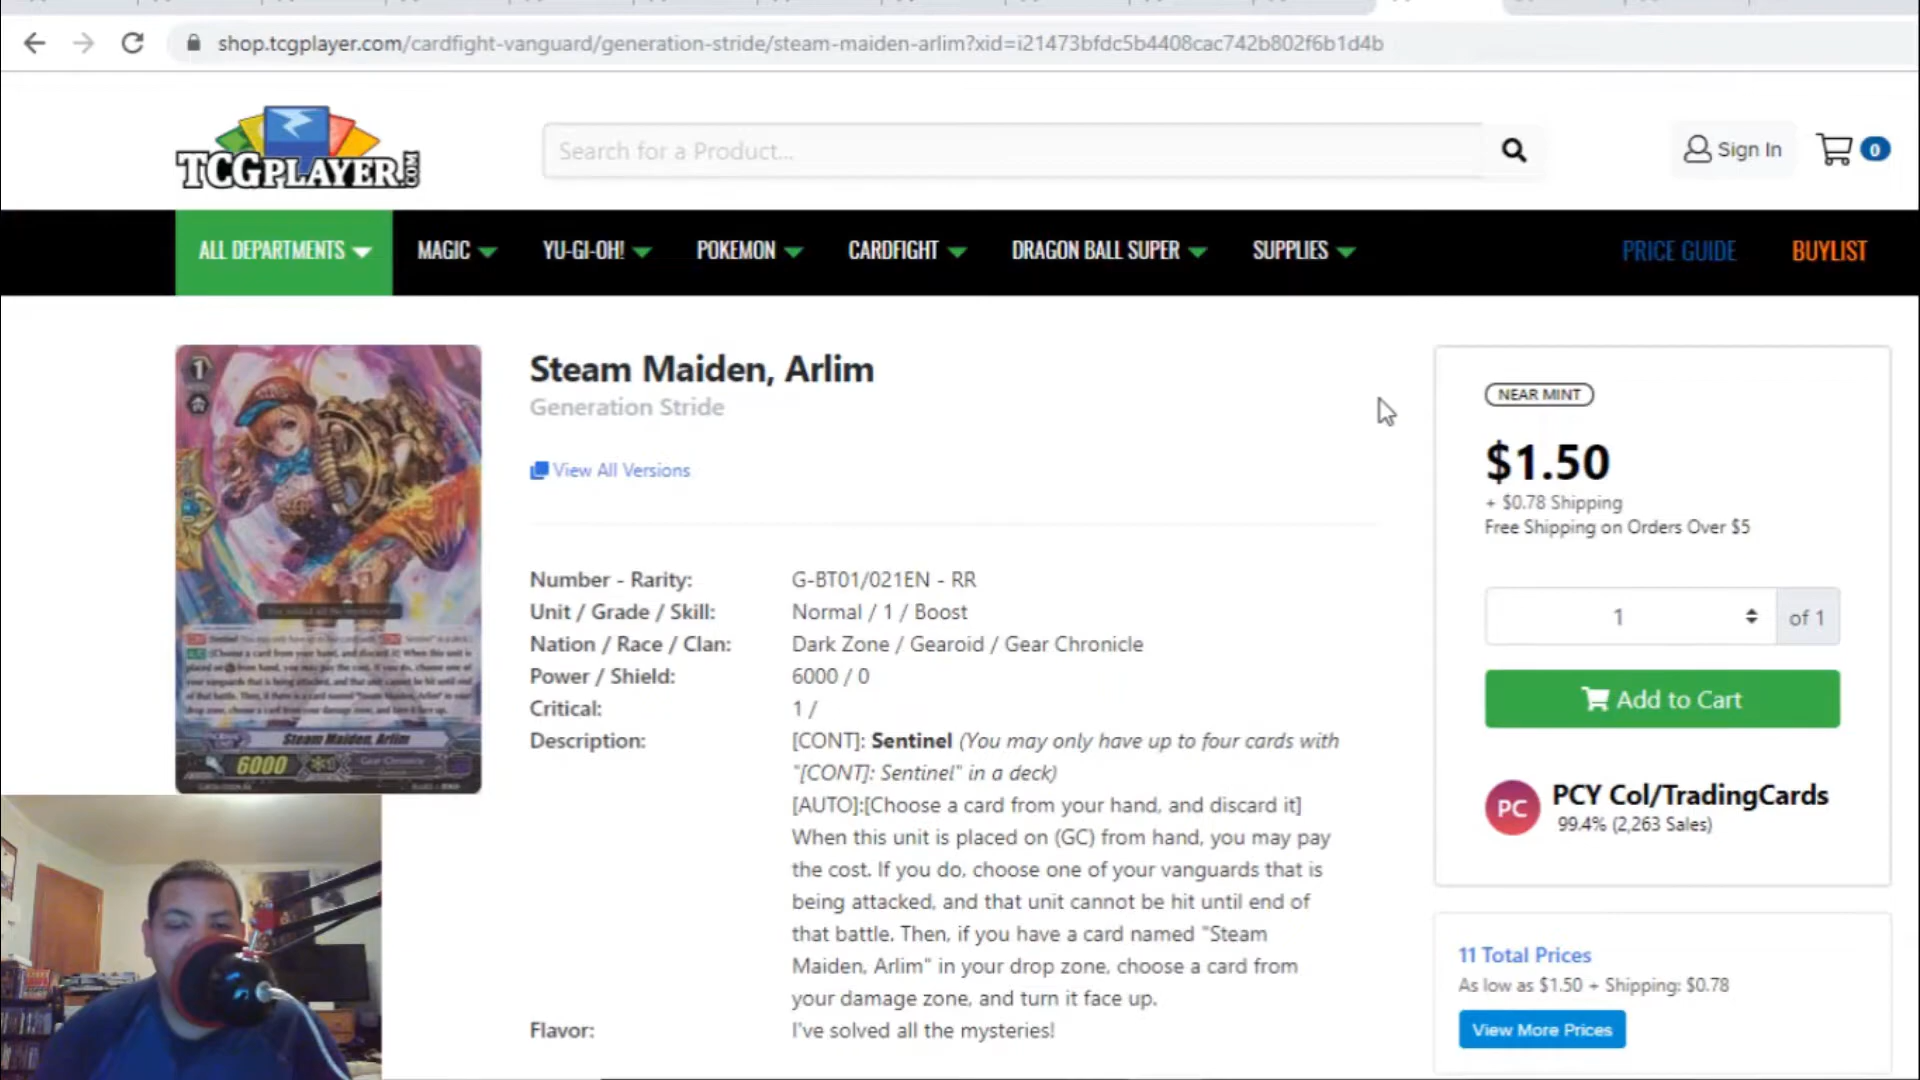 shop.tcgplayer.com/cardfight-vanguard/generation-stride/steam-maiden-arlim?xid=i21473bfdc5b4408cac742b802f6b1d4b
TCGPLAYER.COM
Search for a Product...
Sign In
0
ALL DEPARTMENTS
MAGIC
YU-GI-OH!
POKEMON
CARDFIGHT
DRAGON BALL SUPER
SUPPLIES
PRICE GUIDE
BUYLIST
1
Steam Maiden, Arlim
6000
Gear Chronicle
Steam Maiden, Arlim
Generation Stride
View All Versions
Number - Rarity: G-BT01/021EN - RR
Unit / Grade / Skill: Normal / 1 / Boost
Nation / Race / Clan: Dark Zone / Gearoid / Gear Chronicle
Power / Shield: 6000 / 0
Critical: 1 /
Description: [CONT]: Sentinel (You may only have up to four cards with
"[CONT]: Sentinel" in a deck)
[AUTO]:[Choose a card from your hand, and discard it]
When this unit is placed on (GC) from hand, you may pay
the cost. If you do, choose one of your vanguards that is
being attacked, and that unit cannot be hit until end of
that battle. Then, if you have a card named "Steam
Maiden, Arlim" in your drop zone, choose a card from
your damage zone, and turn it face up.
Flavor: I've solved all the mysteries!
NEAR MINT
$1.50
+ $0.78 Shipping
Free Shipping on Orders Over $5
1 of 1
Add to Cart
PC
PCY Col/TradingCards
99.4% (2,263 Sales)
11 Total Prices
As low as $1.50 + Shipping: $0.78
View More Prices